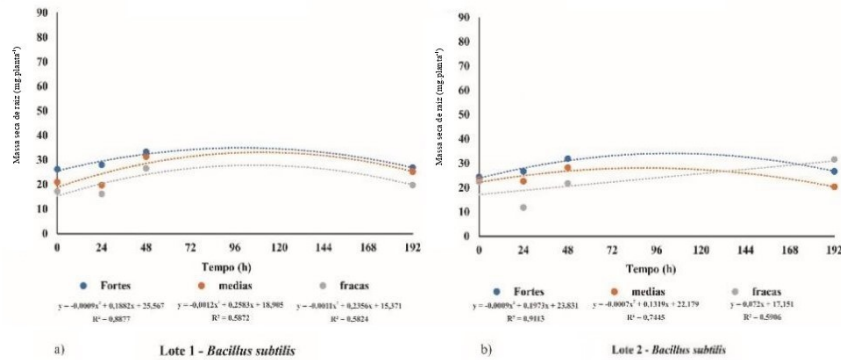 Massa seca de raiz (mg planta⁻¹)
90
80
70
60
50
40
30
20
10
0
0 24 48 72 96 120 144 168 192
Tempo (h)
Fortes medias fracas
y = -0,0009x² + 0,1882x + 25,567 y = -0,0012x² + 0,2583x + 18,905 y = -0,0011x² + 0,2356x + 15,371
R² = 0,8877 R² = 0,5872 R² = 0,5824
a) Lote 1 - Bacillus subtilis
Massa seca de raiz (mg planta⁻¹)
90
80
70
60
50
40
30
20
10
0
0 24 48 72 96 120 144 168 192
Tempo (h)
Fortes medias fracas
y = -0,0009x² + 0,1973x + 23,831 y = -0,0007x² + 0,1319x + 22,179 y = 0,072x + 17,151
R² = 0,9113 R² = 0,7445 R² = 0,5906
b) Lote 2 - Bacillus subtilis